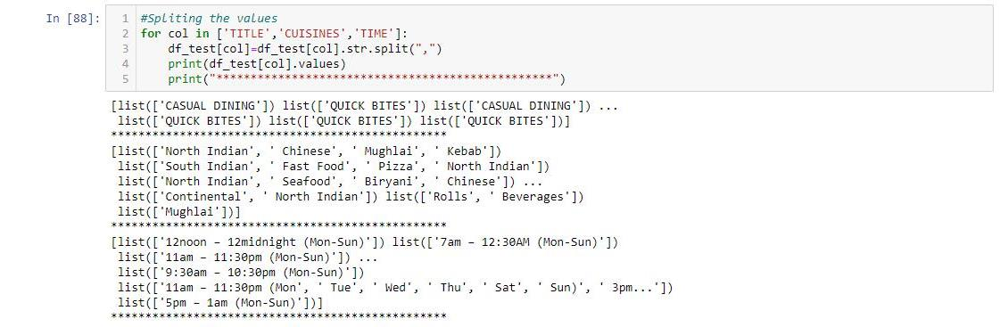 In [88]:
1 #Spliting the values
2 for col in ['TITLE','CUISINES','TIME']:
3     df_test[col]=df_test[col].str.split(",")
4     print(df_test[col].values)
5     print("*************************************************")
[list(['CASUAL DINING']) list(['QUICK BITES']) list(['CASUAL DINING']) ...
 list(['QUICK BITES']) list(['QUICK BITES']) list(['QUICK BITES'])]
*************************************************
[list(['North Indian', ' Chinese', ' Mughlai', ' Kebab'])
 list(['South Indian', ' Fast Food', ' Pizza', ' North Indian'])
 list(['North Indian', ' Seafood', ' Biryani', ' Chinese']) ...
 list(['Continental', ' North Indian']) list(['Rolls', ' Beverages'])
 list(['Mughlai'])]
*************************************************
[list(['12noon – 12midnight (Mon-Sun)']) list(['7am – 12:30AM (Mon-Sun)'])
 list(['11am – 11:30pm (Mon-Sun)']) ...
 list(['9:30am – 10:30pm (Mon-Sun)'])
 list(['11am – 11:30pm (Mon', ' Tue', ' Wed', ' Thu', ' Sat', ' Sun)', ' 3pm...'])
 list(['5pm – 1am (Mon-Sun)'])]
*************************************************